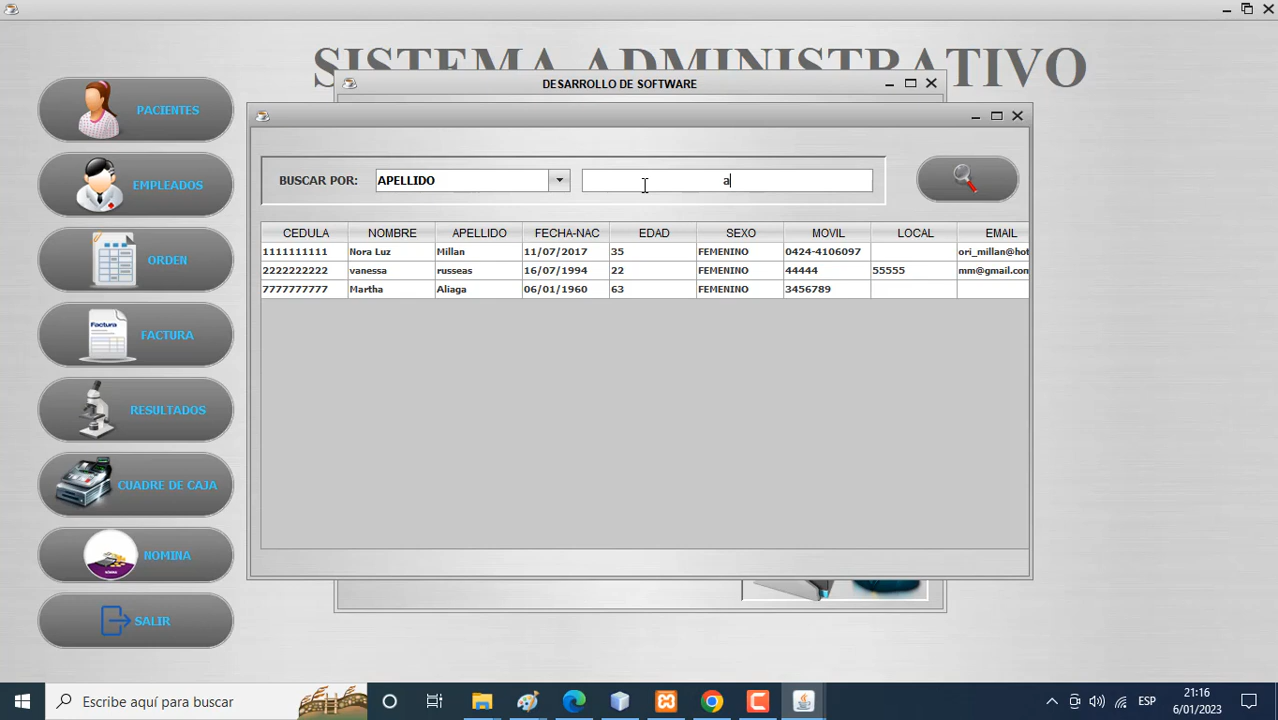 SISTEMA ADMINISTRATIVO
DESARROLLO DE SOFTWARE
PACIENTES
EMPLEADOS
ORDEN
Factura
FACTURA
RESULTADOS
CUADRE DE CAJA
NOMINA
SALIR
BUSCAR POR: APELLIDO a
CEDULA NOMBRE APELLIDO FECHA-NAC EDAD SEXO MOVIL LOCAL EMAIL
1111111111 Nora Luz Millan 11/07/2017 35 FEMENINO 0424-4106097 ori_millan@hot
2222222222 vanessa russeas 16/07/1994 22 FEMENINO 44444 55555 mm@gmail.com
7777777777 Martha Aliaga 06/01/1960 63 FEMENINO 3456789
Escribe aquí para buscar
ESP
21:16
6/01/2023